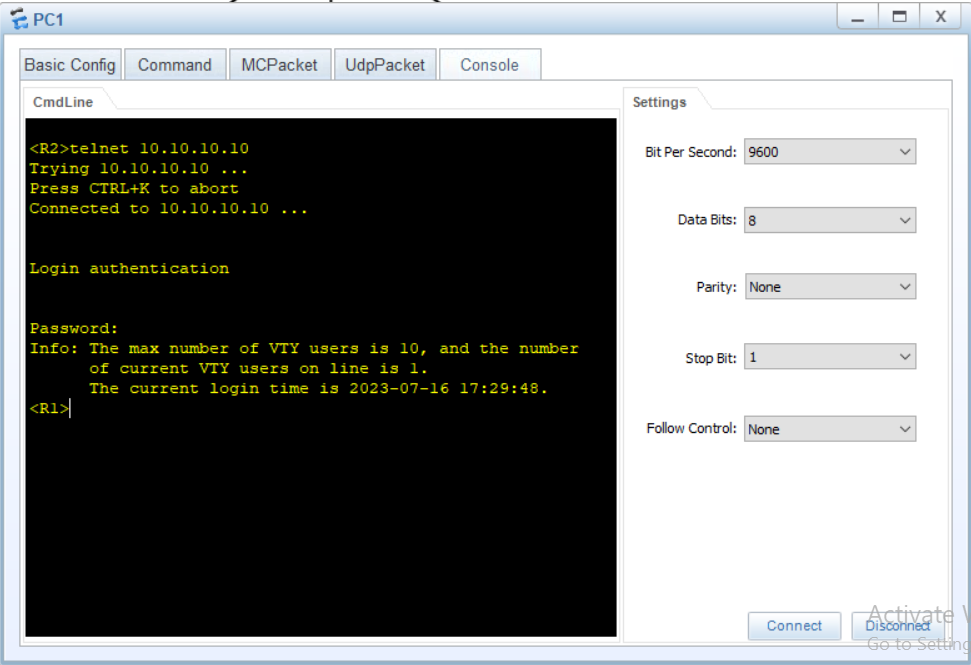 PC1
Basic Config
Command
MCPacket
UdpPacket
Console
CmdLine
<R2>telnet 10.10.10.10
Trying 10.10.10.10 ...
Press CTRL+K to abort
Connected to 10.10.10.10 ...
Login authentication
Password:
Info: The max number of VTY users is 10, and the number
of current VTY users on line is 1.
The current login time is 2023-07-16 17:29:48.
<R1>
Settings
Bit Per Second: 9600
Data Bits: 8
Parity: None
Stop Bit: 1
Follow Control: None
Connect
Disconnect
Activate
Go to Setting